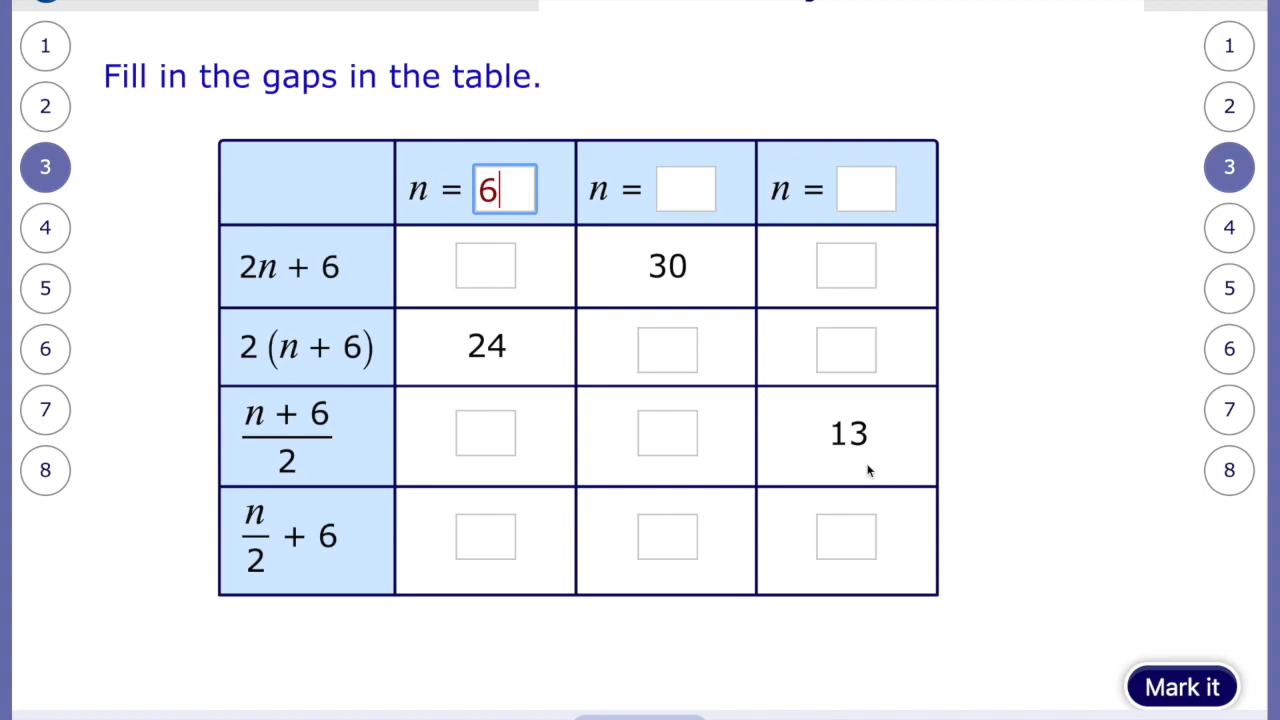 Fill in the gaps in the table.
n = 6 n = n =
2n + 6 30
2 (n + 6) 24
n + 6
2
13
n
2
+ 6
1
2
3
4
5
6
7
8
1
2
3
4
5
6
7
8
Mark it